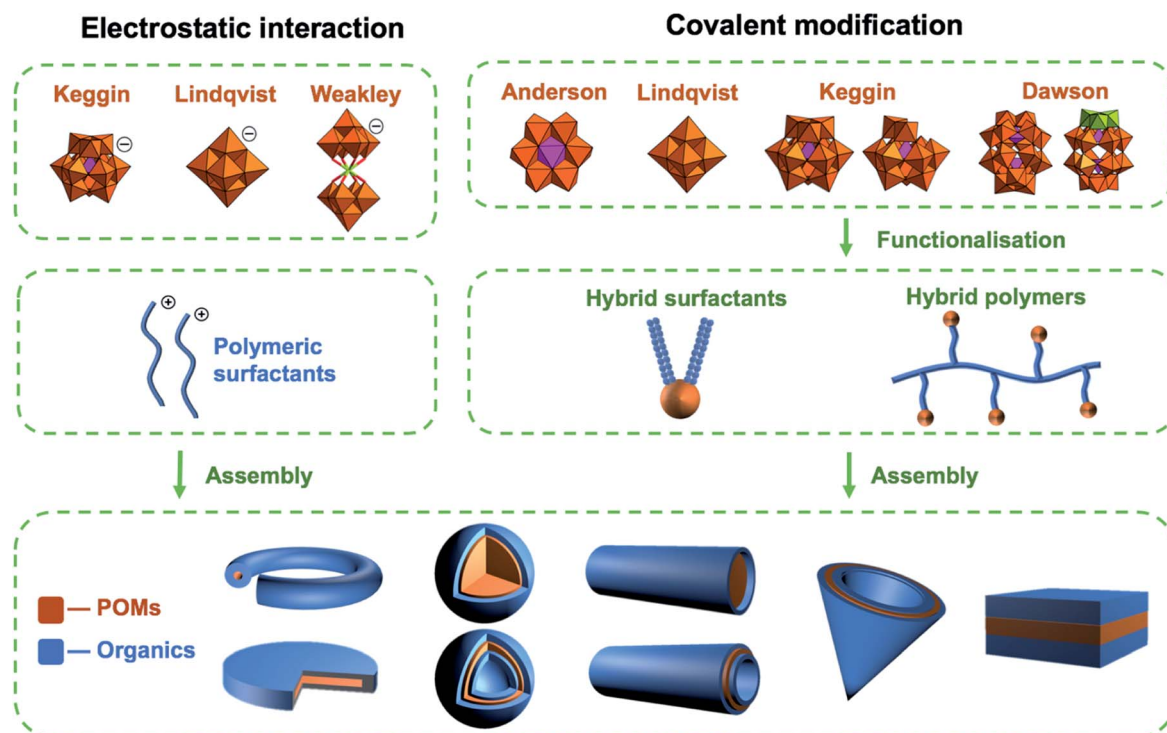 Electrostatic interaction
Keggin
Lindqvist
Weakley
−
−
−
+
+
Polymeric
surfactants
Assembly
Covalent modification
Anderson
Lindqvist
Keggin
Dawson
Functionalisation
Hybrid surfactants
Hybrid polymers
Assembly
— POMs
— Organics